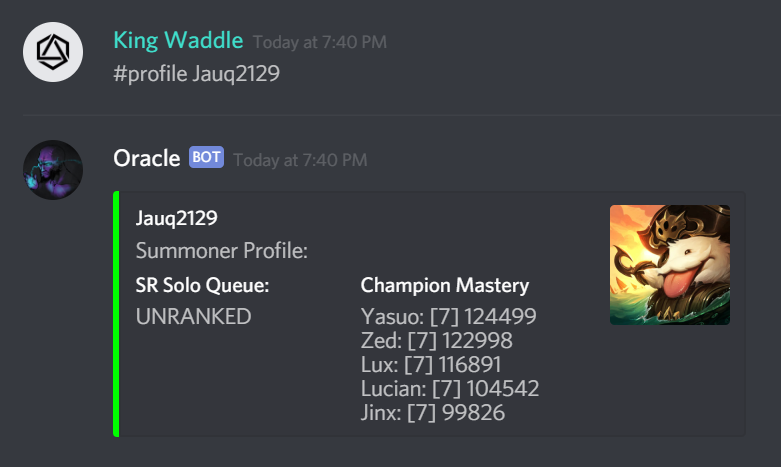 King Waddle Today at 7:40 PM
#profile Jauq2129
Oracle BOT Today at 7:40 PM
Jauq2129
Summoner Profile:
SR Solo Queue:
UNRANKED
Champion Mastery
Yasuo: [7] 124499
Zed: [7] 122998
Lux: [7] 116891
Lucian: [7] 104542
Jinx: [7] 99826